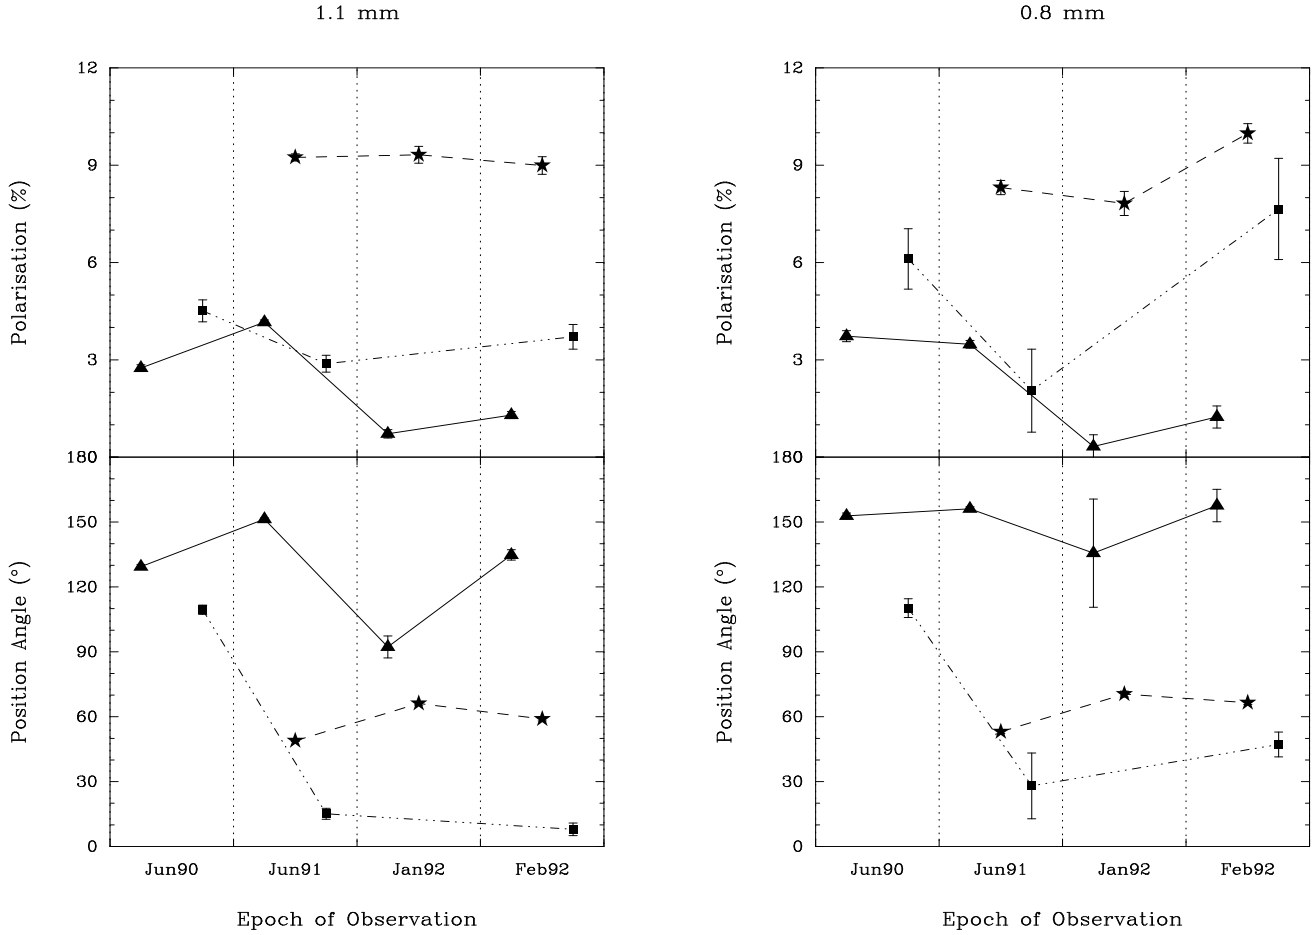 1.1 mm
0.8 mm
12
9
6
3
180
150
120
90
60
30
0
Polarisation (%)
Position Angle (°)
Jun90 Jun91 Jan92 Feb92
Epoch of Observation
12
9
6
3
180
150
120
90
60
30
0
Polarisation (%)
Position Angle (°)
Jun90 Jun91 Jan92 Feb92
Epoch of Observation